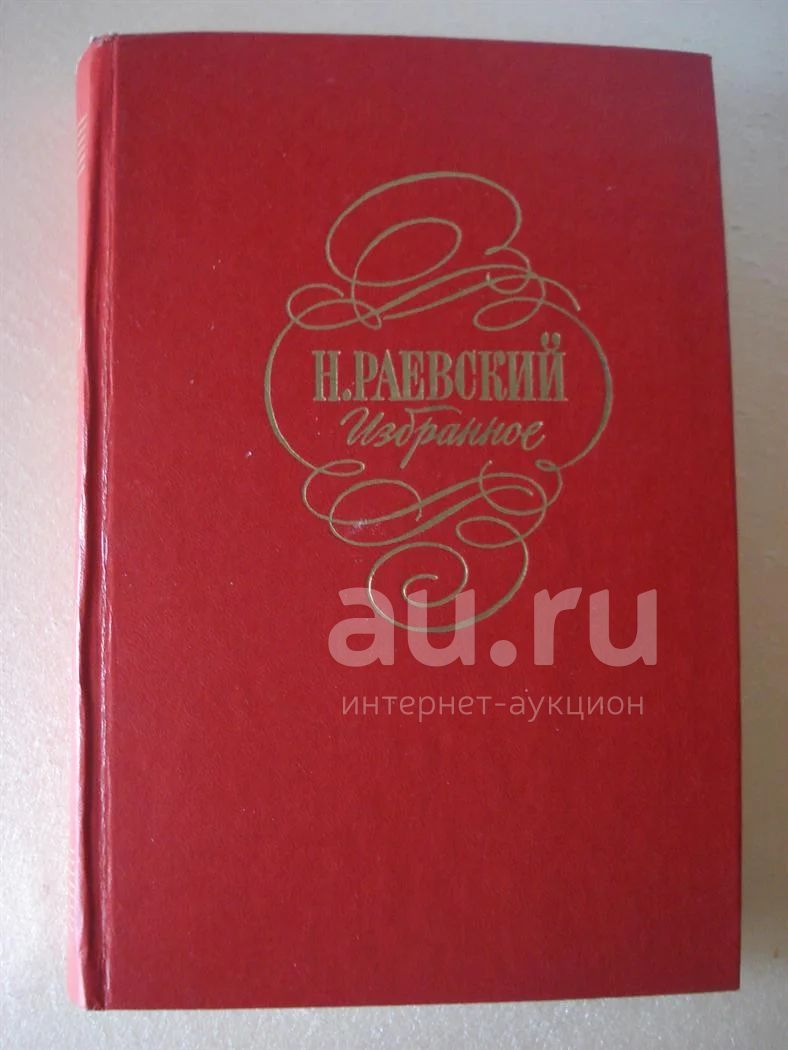 Н.РАЕВСКИЙ
Избранное
au.ru
интернет-аукцион